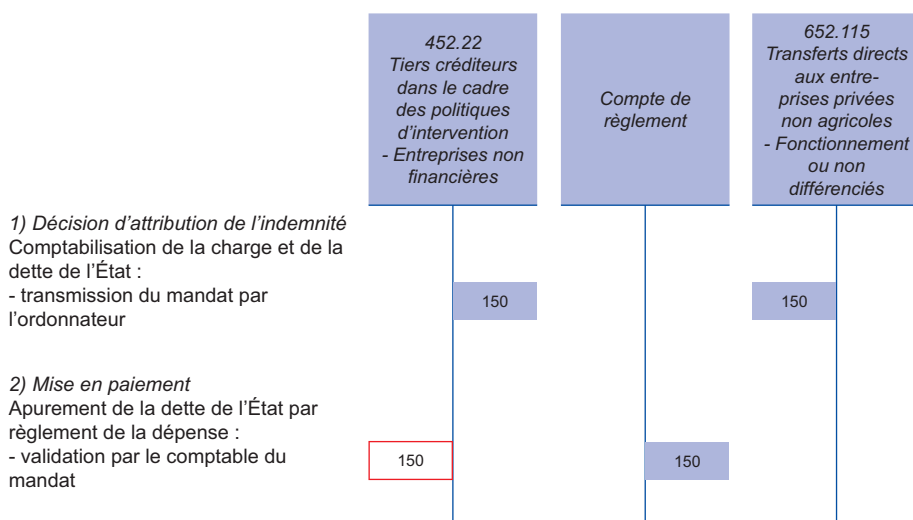 452.22
Tiers créditeurs
dans le cadre
des politiques
d’intervention
- Entreprises non
financières
Compte de
règlement
652.115
Transferts directs
aux entre-
prises privées
non agricoles
- Fonctionnement
ou non
différenciés
1) Décision d’attribution de l’indemnité
Comptabilisation de la charge et de la
dette de l’État :
- transmission du mandat par
l’ordonnateur
150
150
2) Mise en paiement
Apurement de la dette de l’État par
règlement de la dépense :
- validation par le comptable du
mandat
150
150